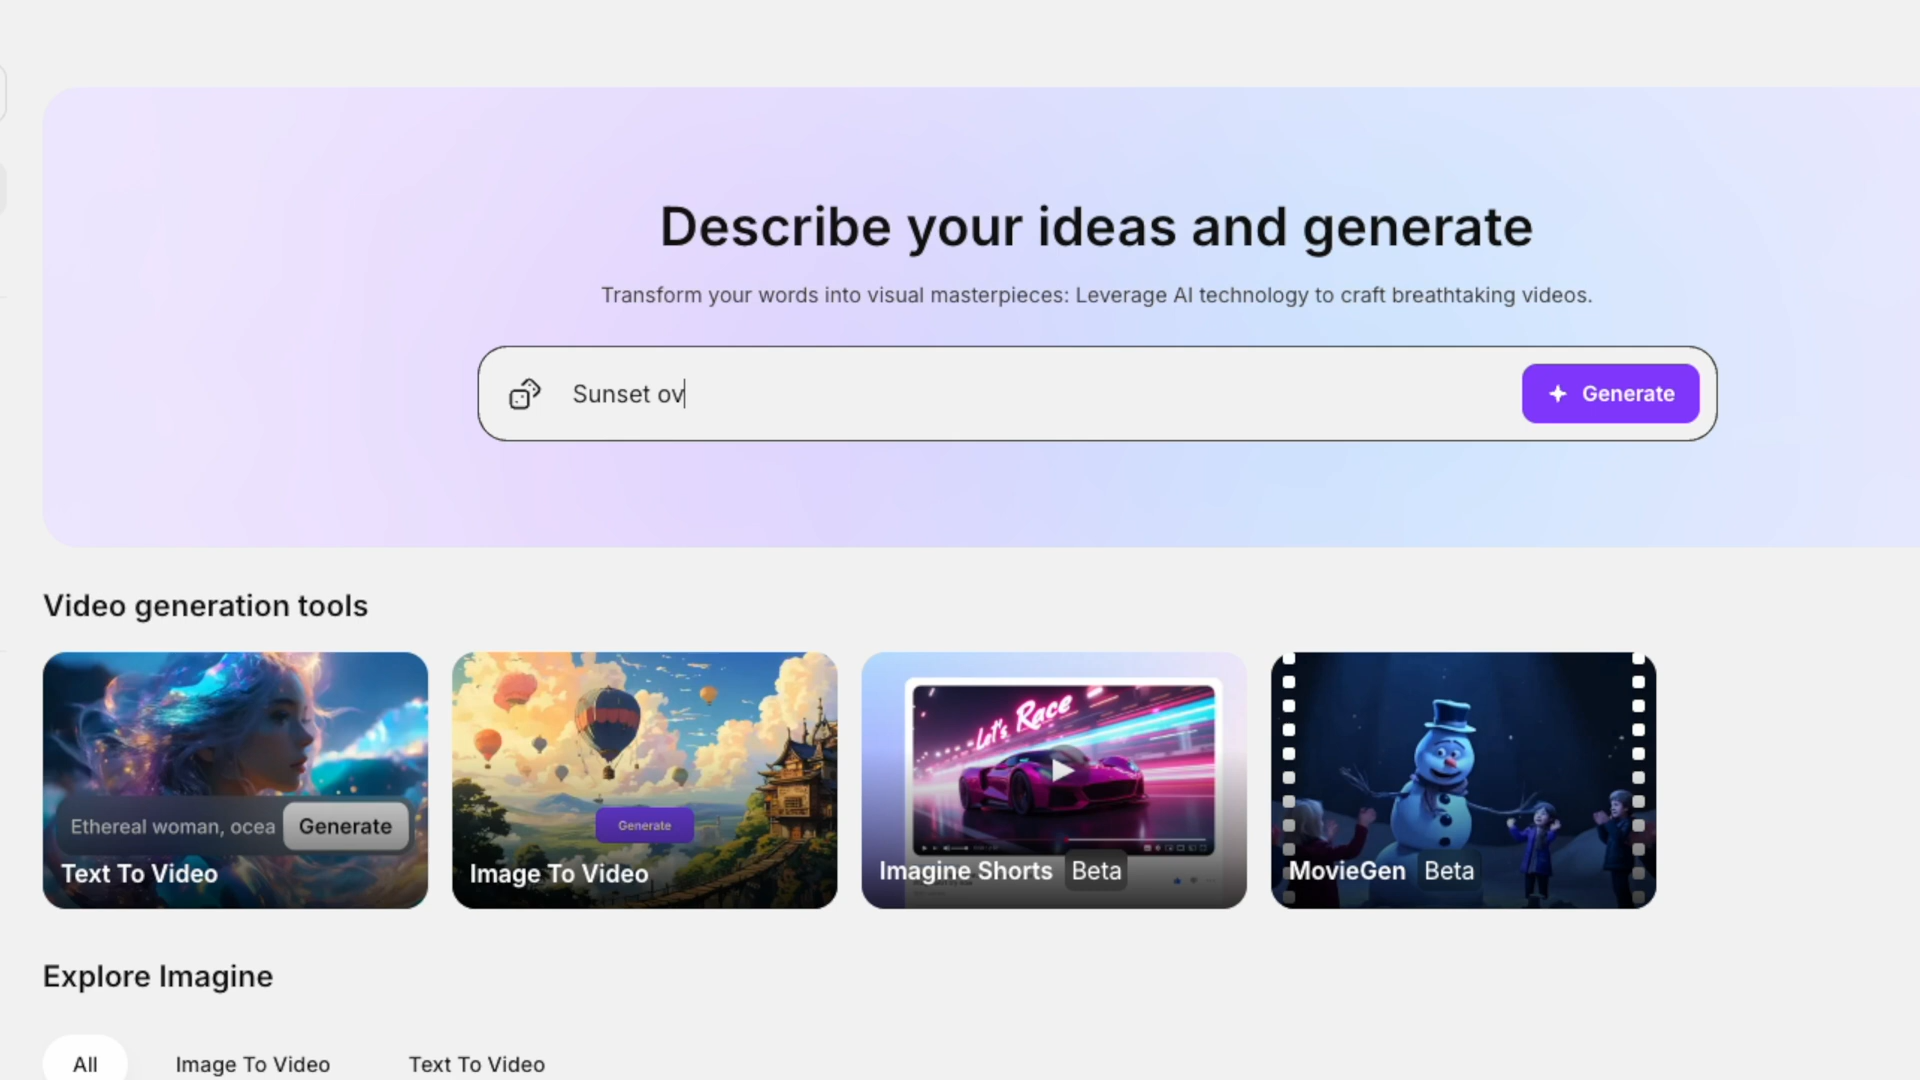 Describe your ideas and generate
Transform your words into visual masterpieces: Leverage AI technology to craft breathtaking videos.
Sunset ov
Generate
Video generation tools
Ethereal woman, ocea
Generate
Text To Video
Generate
Image To Video
Let's Race
Imagine Shorts
Beta
MovieGen
Beta
Explore Imagine
All
Image To Video
Text To Video